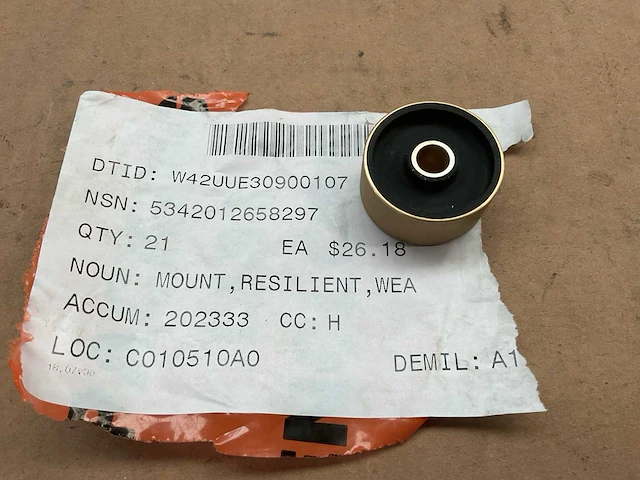 DTID: W42UUE30900107
NSN: 5342012658297
QTY: 21 EA $26.18
NOUN: MOUNT,RESILIENT,WEA
ACCUM: 202333 CC: H
LOC: C010510A0 DEMIL: A1